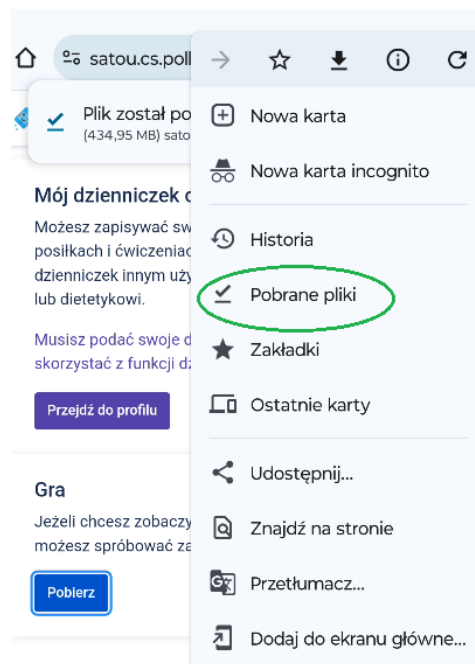 satou.cs.poll
Plik został po
(434,95 MB) sato
Mój dzienniczek
Możesz zapisywać sw
posiłkach i ćwiczeniac
dzienniczek innym uży
lub dietetykowi.
Musisz podać swoje d
skorzystać z funkcji dz
Przejdź do profilu
Gra
Jeżeli chcesz zobaczy
możesz spróbować za
Pobierz
Nowa karta
Nowa karta incognito
Historia
Pobrane pliki
Zakładki
Ostatnie karty
Udostępnij...
Znajdź na stronie
Przetłumacz...
Dodaj do ekranu główne...